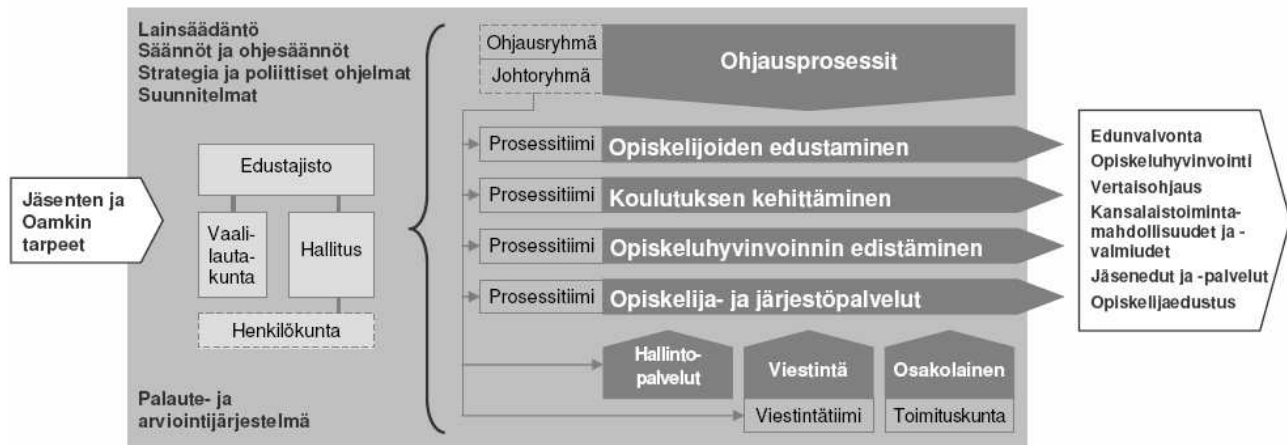 Lainsäädäntö
Säännöt ja ohjesäännöt
Strategia ja poliittiset ohjelmat
Suunnitelmat
Jäsenten ja
Oamkin
tarpeet
Edustajisto
Vaali-
lauta-
kunta
Hallitus
Henkilökunta
Palaute- ja
arviointijärjestelmä
Ohjausryhmä
Johtoryhmä
Ohjausprosessit
Prosessitiimi Opiskelijoiden edustaminen
Prosessitiimi Koulutuksen kehittäminen
Prosessitiimi Opiskeluhyvinvoinnin edistäminen
Prosessitiimi Opiskelija- ja järjestöpalvelut
Hallinto-
palvelut
Viestintä
Viestintätiimi
Osakolainen
Toimituskunta
Edunvalvonta
Opiskeluhyvinvointi
Vertaisohjaus
Kansalaistoiminta-
mahdollisuudet ja -
valmiudet
Jäsenedut ja -palvelut
Opiskelijaedustus